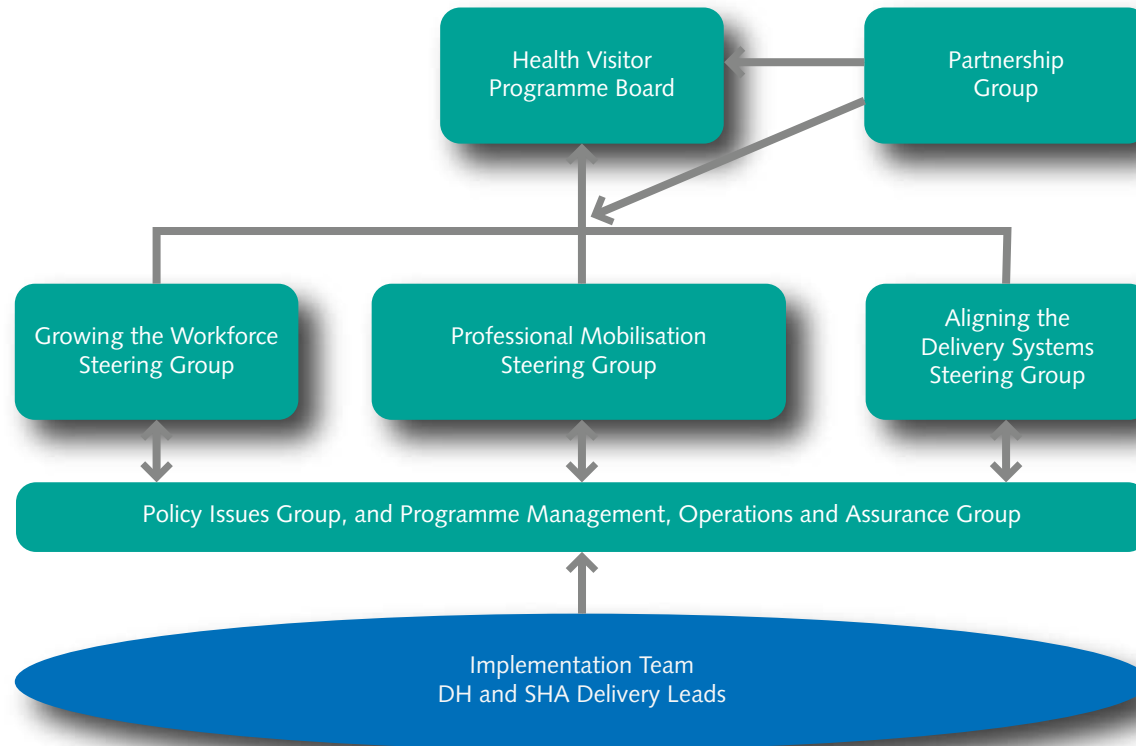 Health Visitor
Programme Board
Partnership
Group
Growing the Workforce
Steering Group
Professional Mobilisation
Steering Group
Aligning the
Delivery Systems
Steering Group
Policy Issues Group, and Programme Management, Operations and Assurance Group
Implementation Team
DH and SHA Delivery Leads